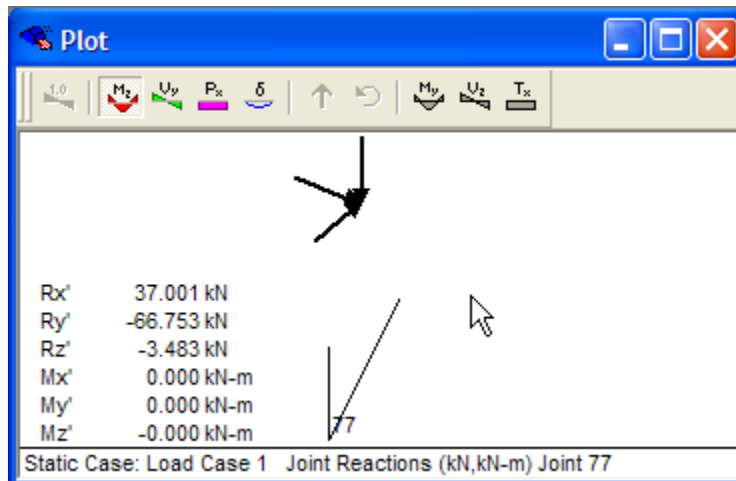 Plot
1.0 Mz Vy Px δ My Vz Tx
Rx' 37.001 kN
Ry' -66.753 kN
Rz' -3.483 kN
Mx' 0.000 kN-m
My' 0.000 kN-m
Mz' -0.000 kN-m
77
Static Case: Load Case 1 Joint Reactions (kN,kN-m) Joint 77